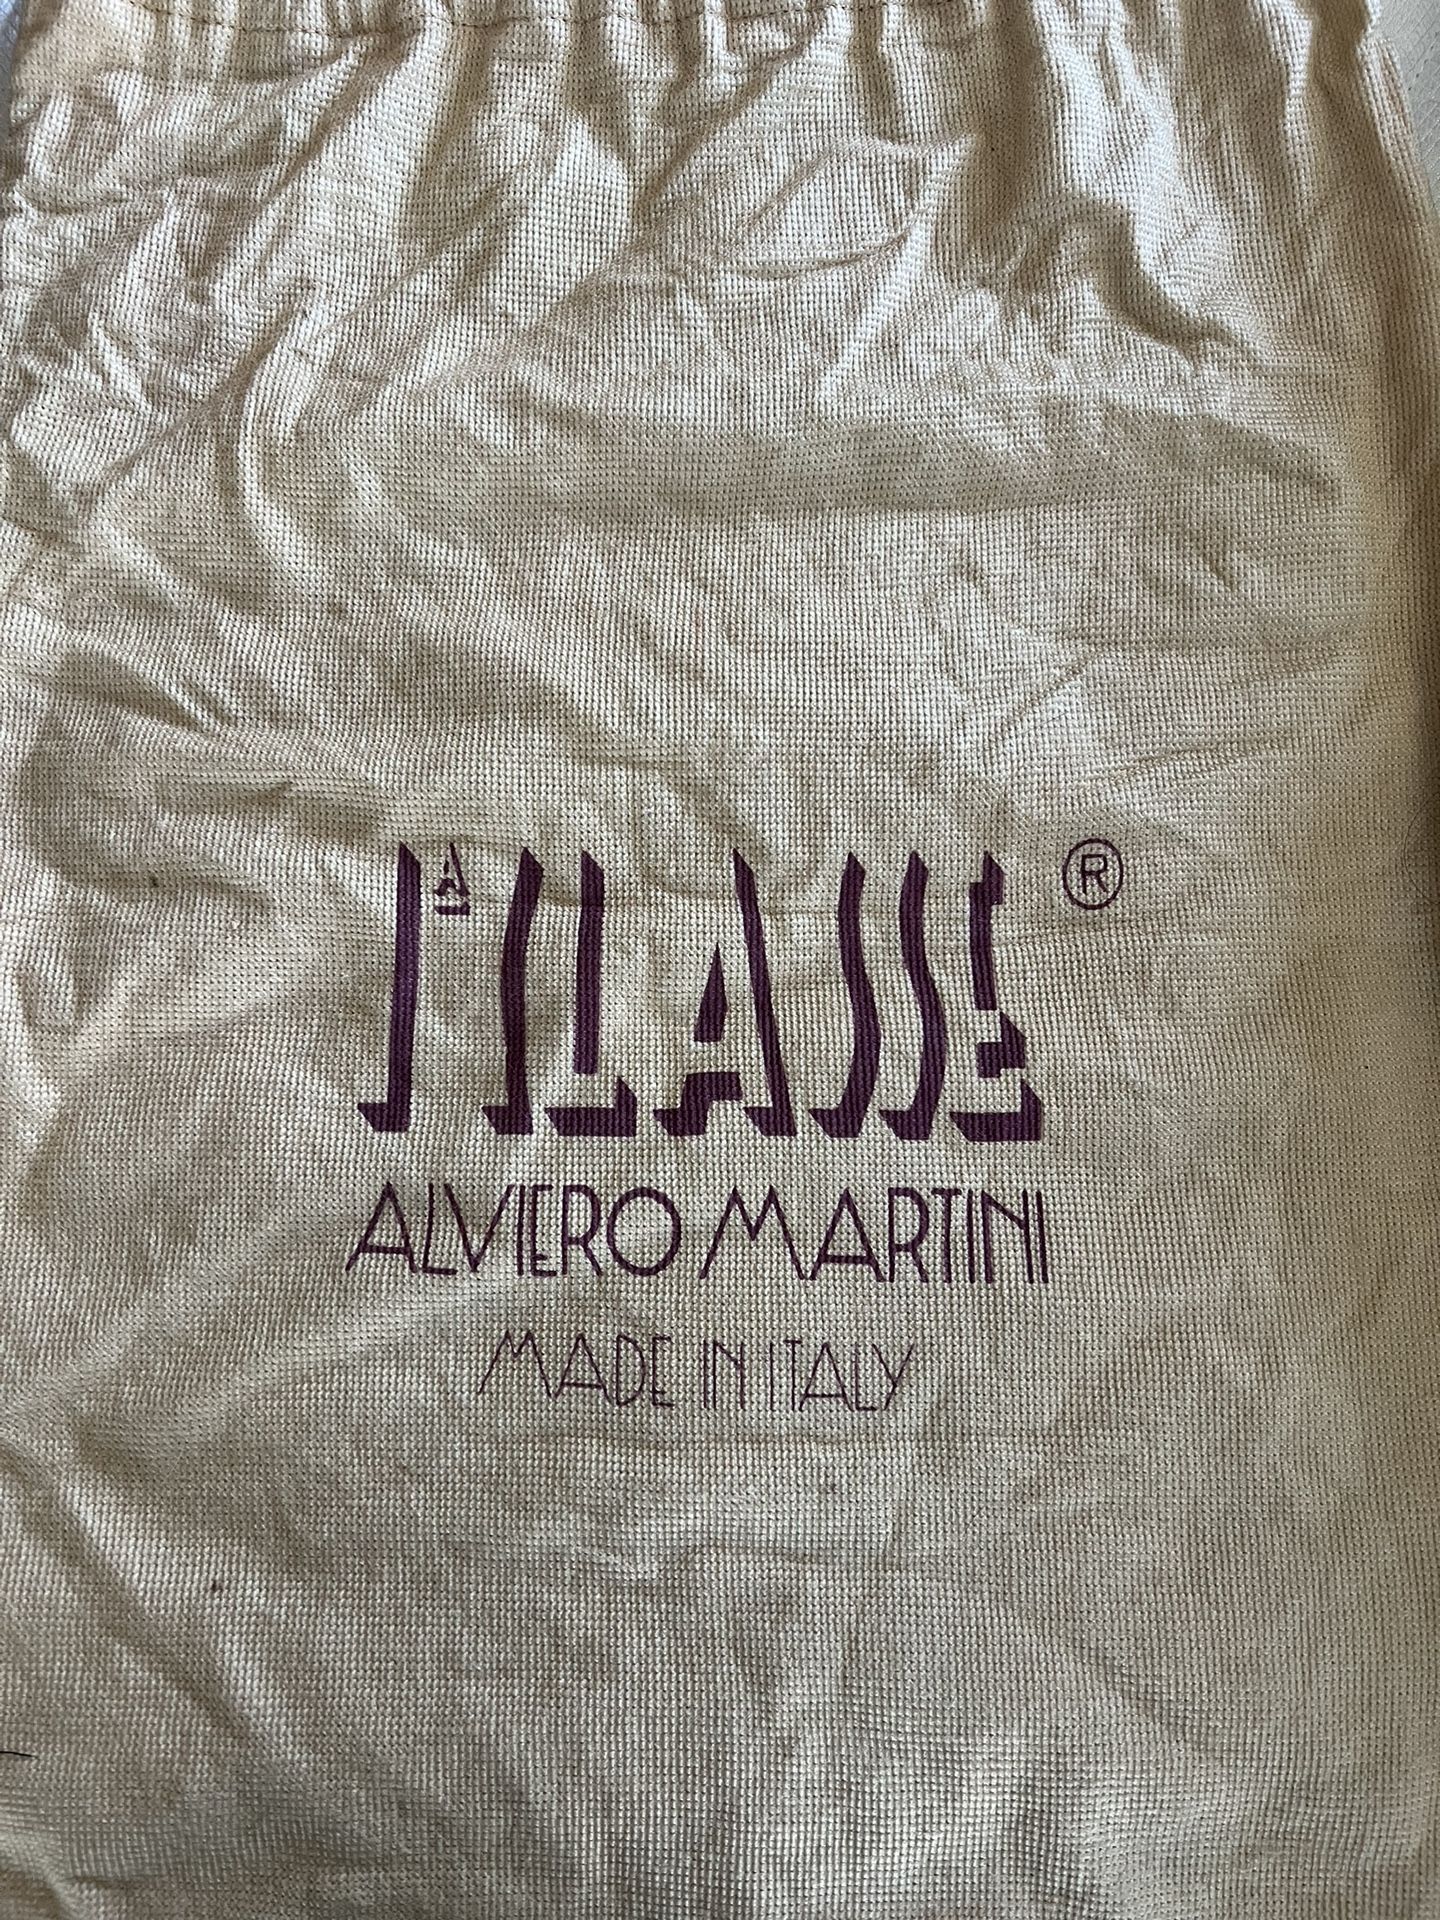 1ᴬ CLASSE ®
ALVIERO MARTINI
MADE IN ITALY